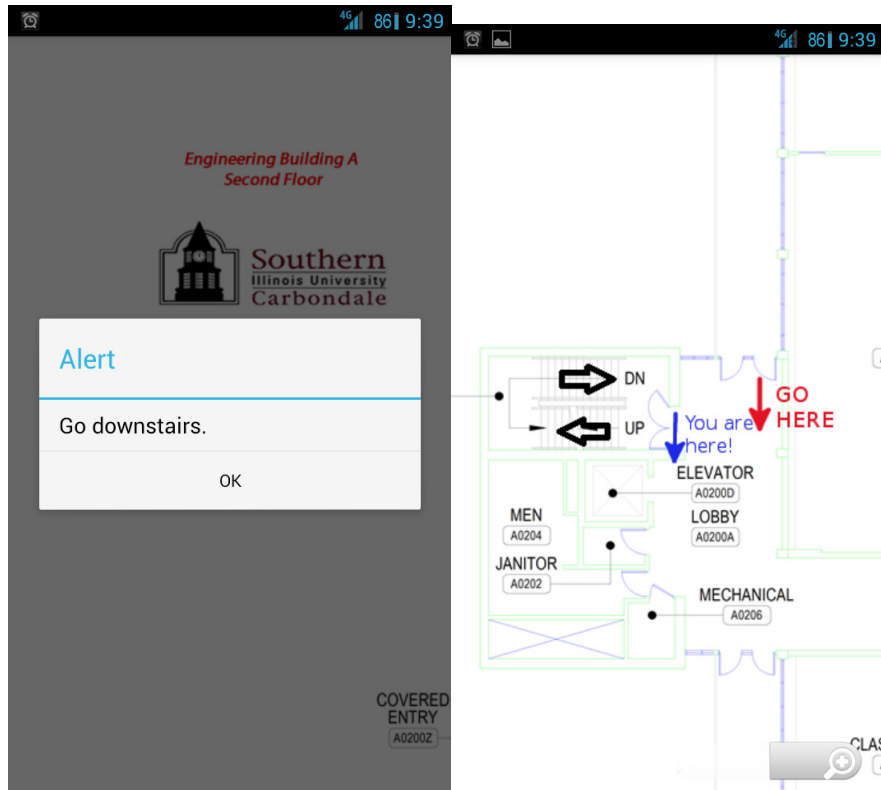 4G 86 9:39
Engineering Building A
Second Floor
Southern
Illinois University
Carbondale
Alert
Go downstairs.
OK
COVERED
ENTRY
A0200Z
4G 86 9:39
DN
UP
GO
HERE
You are
here!
ELEVATOR
A0200D
LOBBY
A0200A
MEN
A0204
JANITOR
A0202
MECHANICAL
A0206
CLAS